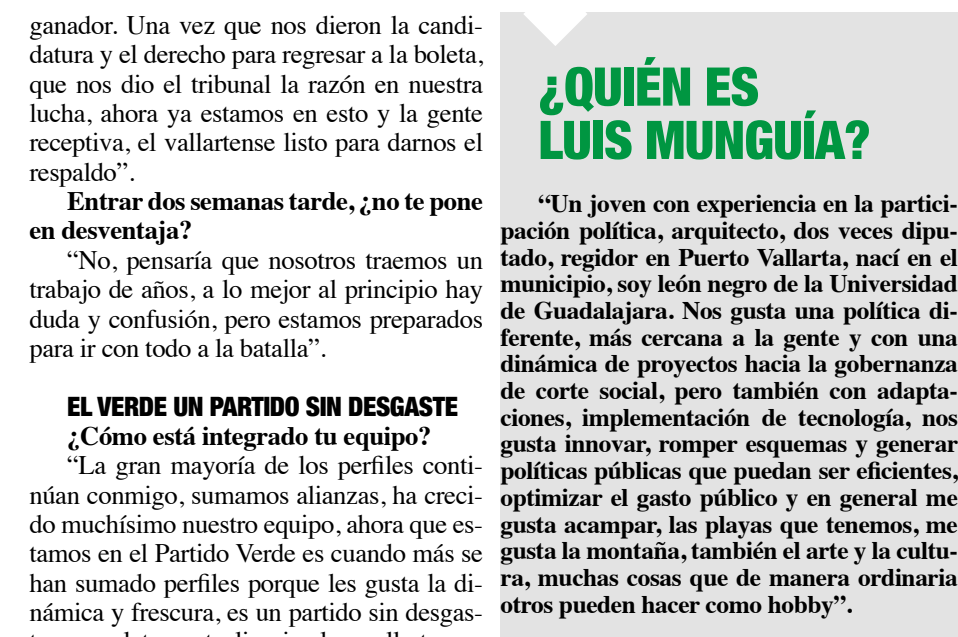 ganador. Una vez que nos dieron la candi-
datura y el derecho para regresar a la boleta,
que nos dio el tribunal la razón en nuestra
lucha, ahora ya estamos en esto y la gente
receptiva, el vallartense listo para darnos el
respaldo”.
Entrar dos semanas tarde, ¿no te pone
en desventaja?
“No, pensaría que nosotros traemos un
trabajo de años, a lo mejor al principio hay
duda y confusión, pero estamos preparados
para ir con todo a la batalla”.
EL VERDE UN PARTIDO SIN DESGASTE
¿Cómo está integrado tu equipo?
“La gran mayoría de los perfiles conti-
núan conmigo, sumamos alianzas, ha creci-
do muchísimo nuestro equipo, ahora que es-
tamos en el Partido Verde es cuando más se
han sumado perfiles porque les gusta la di-
námica y frescura, es un partido sin desgas-
¿QUIÉN ES
LUIS MUNGUÍA?
“Un joven con experiencia en la partici-
pación política, arquitecto, dos veces dipu-
tado, regidor en Puerto Vallarta, nací en el
municipio, soy león negro de la Universidad
de Guadalajara. Nos gusta una política di-
ferente, más cercana a la gente y con una
dinámica de proyectos hacia la gobernanza
de corte social, pero también con adapta-
ciones, implementación de tecnología, nos
gusta innovar, romper esquemas y generar
políticas públicas que puedan ser eficientes,
optimizar el gasto público y en general me
gusta acampar, las playas que tenemos, me
gusta la montaña, también el arte y la cultu-
ra, muchas cosas que de manera ordinaria
otros pueden hacer como hobby”.